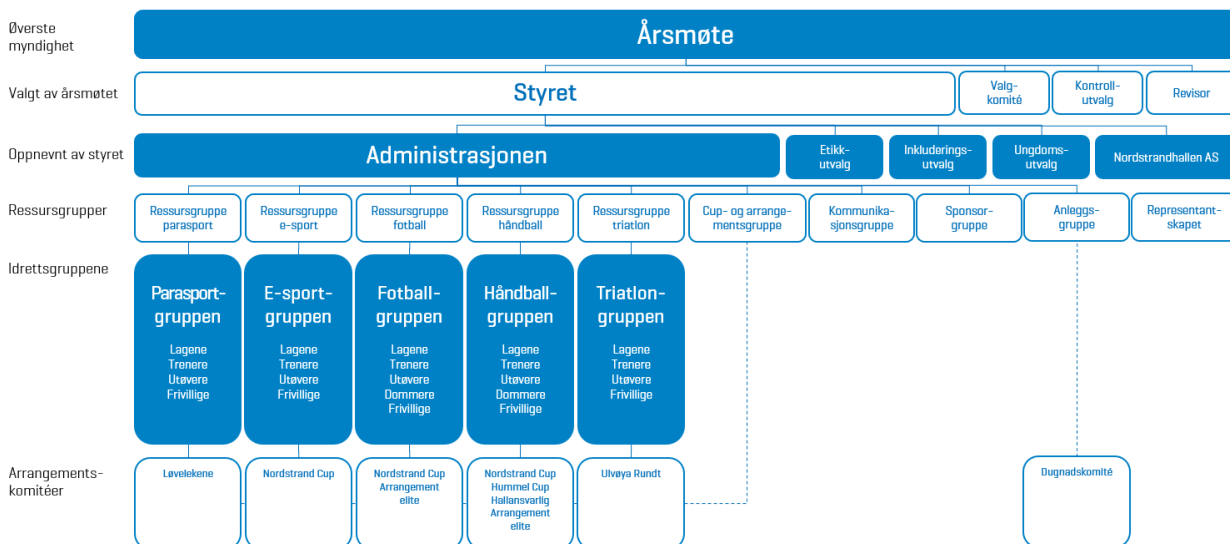 Øverste
myndighet
Årsmøte
Valgt av årsmøtet
Styret
Valg-
komité
Kontroll-
utvalg
Revisor
Oppnevnt av styret
Administrasjonen
Etikk-
utvalg
Inkluderings-
utvalg
Ungdoms-
utvalg
Nordstrandhallen AS
Ressursgrupper
Ressursgruppe
parasport
Ressursgruppe
e-sport
Ressursgruppe
fotball
Ressursgruppe
håndball
Ressursgruppe
triatlon
Cup- og arrange-
mentsgruppe
Kommunika-
sjonsgruppe
Sponsor-
gruppe
Anleggs-
gruppe
Representant-
skapet
Idrettsgruppene
Parasport-
gruppen
Lagene
Trenere
Utøvere
Frivillige
E-sport-
gruppen
Lagene
Trenere
Utøvere
Frivillige
Fotball-
gruppen
Lagene
Trenere
Utøvere
Dommere
Frivillige
Håndball-
gruppen
Lagene
Trenere
Utøvere
Dommere
Frivillige
Triatlon-
gruppen
Lagene
Trenere
Utøvere
Frivillige
Arrangements-
komitéer
Løvelekene
Nordstrand Cup
Nordstrand Cup
Arrangement
elite
Nordstrand Cup
Hummel Cup
Hallansvarlig
Arrangement
elite
Ulvøya Rundt
Dugnadskomité